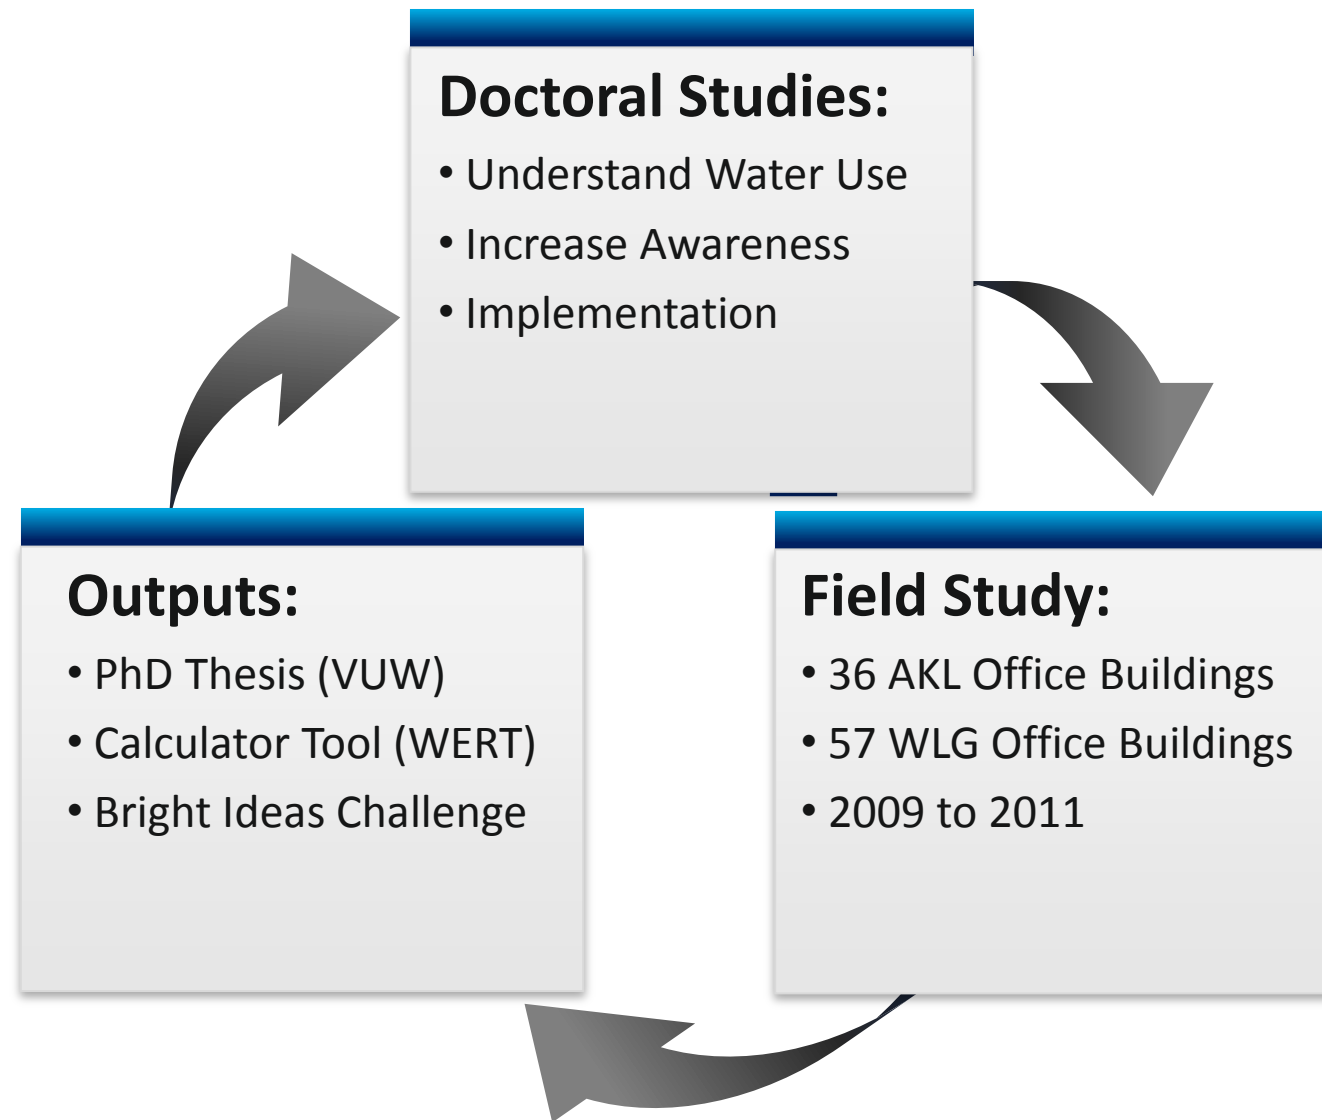 Doctoral Studies:
• Understand Water Use
• Increase Awareness
• Implementation
Outputs:
• PhD Thesis (VUW)
• Calculator Tool (WERT)
• Bright Ideas Challenge
Field Study:
• 36 AKL Office Buildings
• 57 WLG Office Buildings
• 2009 to 2011